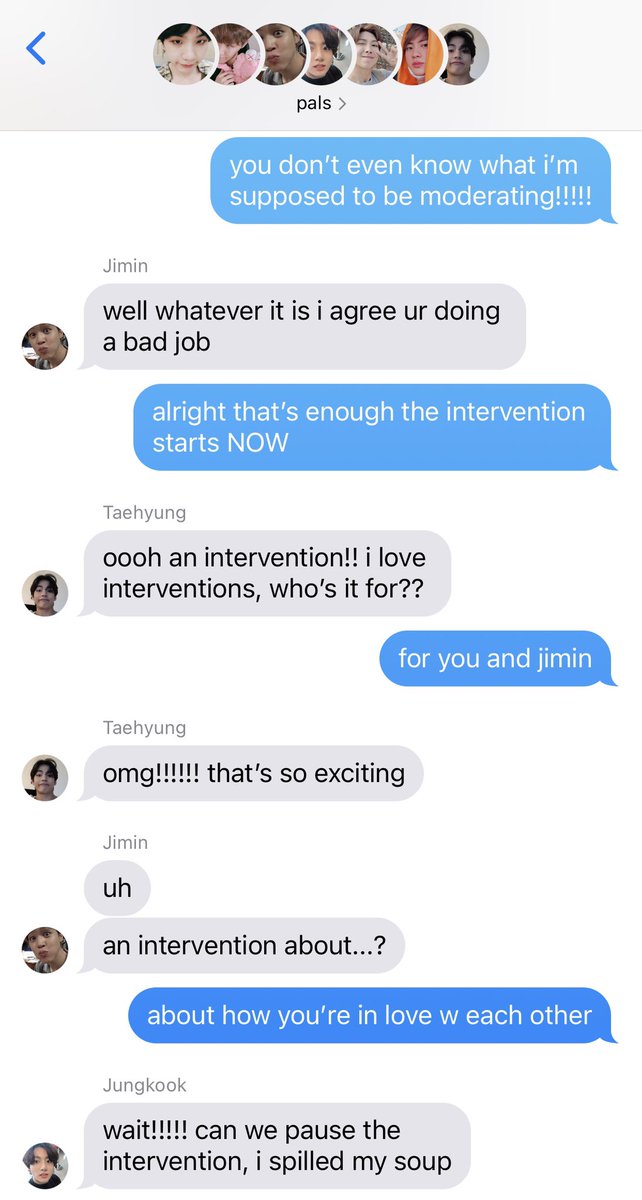 pals
you don’t even know what i’m
supposed to be moderating!!!!!
Jimin
well whatever it is i agree ur doing
a bad job
alright that’s enough the intervention
starts NOW
Taehyung
oooh an intervention!! i love
interventions, who’s it for??
for you and jimin
Taehyung
omg!!!!!! that’s so exciting
Jimin
uh
an intervention about...?
about how you’re in love w each other
Jungkook
wait!!!!! can we pause the
intervention, i spilled my soup